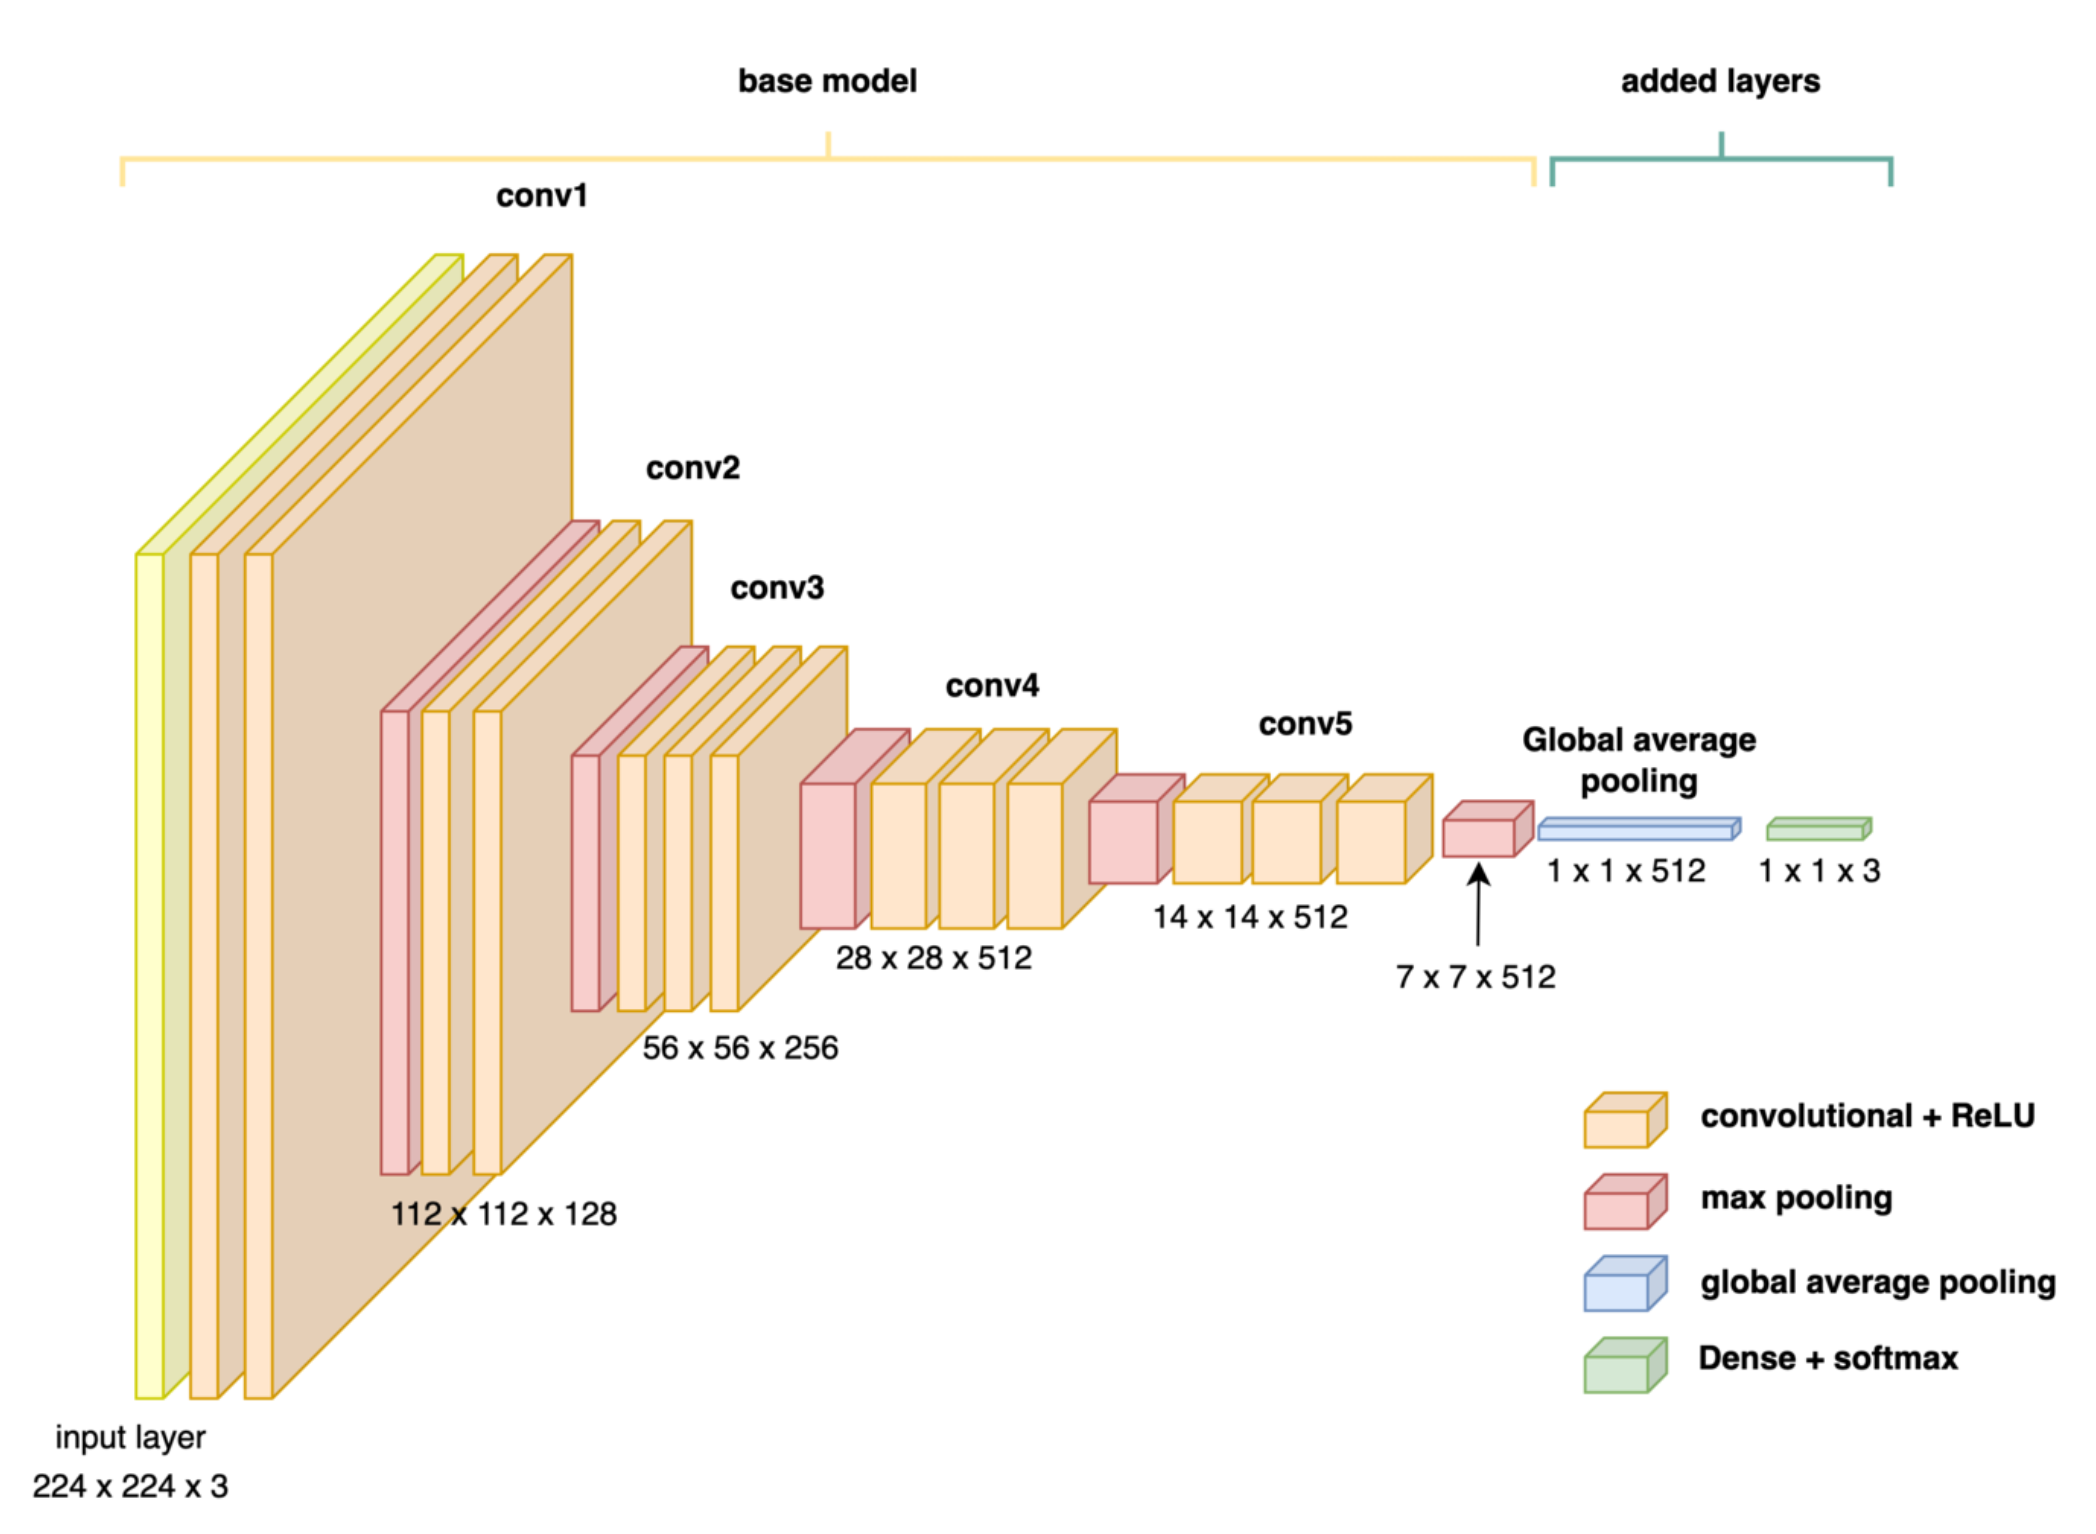 base model
added layers
conv1
conv2
conv3
conv4
conv5
Global average
pooling
1 x 1 x 512
1 x 1 x 3
14 x 14 x 512
28 x 28 x 512
7 x 7 x 512
56 x 56 x 256
112 x 112 x 128
input layer
224 x 224 x 3
convolutional + ReLU
max pooling
global average pooling
Dense + softmax